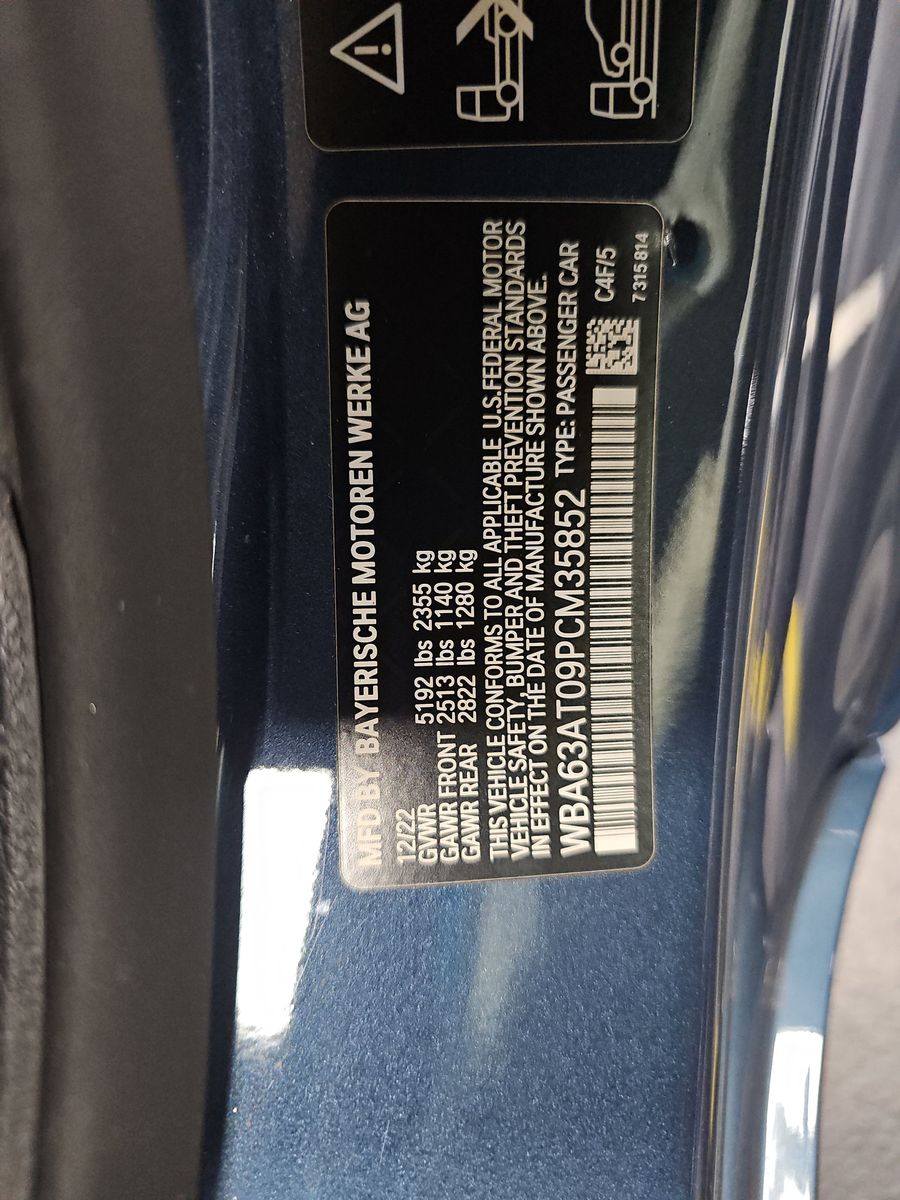 MFD BY BAYERISCHE MOTOREN WERKE AG
12/22
GVWR 5192 lbs 2355 kg
GAWR FRONT 2513 lbs 1140 kg
GAWR REAR 2822 lbs 1280 kg
THIS VEHICLE CONFORMS TO ALL APPLICABLE U.S. FEDERAL MOTOR
VEHICLE SAFETY, BUMPER AND THEFT PREVENTION STANDARDS
IN EFFECT ON THE DATE OF MANUFACTURE SHOWN ABOVE.
WBA63AT09PCM35852 TYPE: PASSENGER CAR
C4F/5
7 315 814